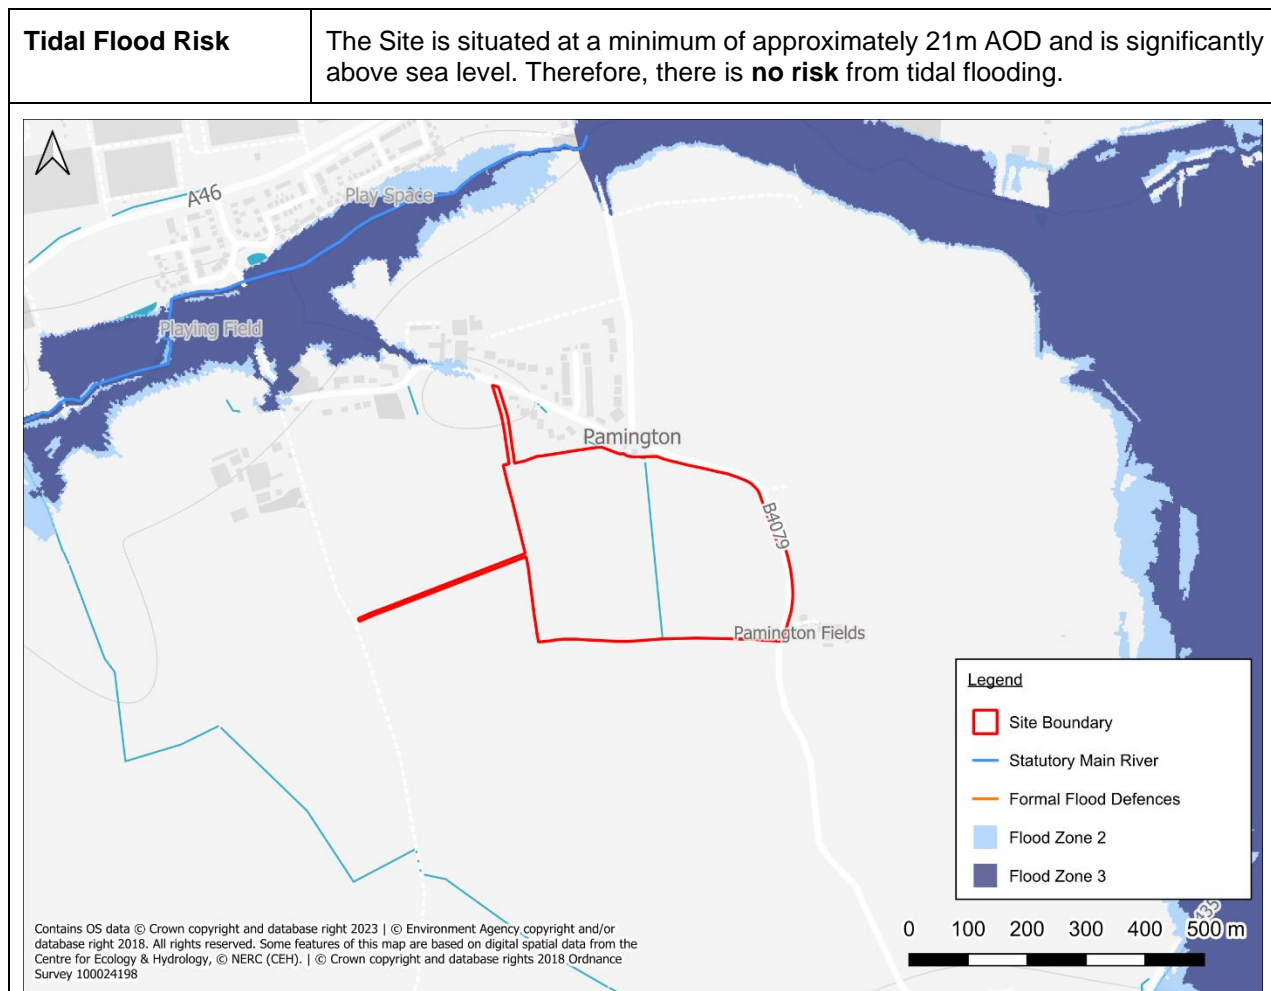 Tidal Flood Risk
The Site is situated at a minimum of approximately 21m AOD and is significantly
above sea level. Therefore, there is no risk from tidal flooding.
A46
Play Space
Playing Field
Pamington
B4079
Pamington Fields
Legend
Site Boundary
Statutory Main River
Formal Flood Defences
Flood Zone 2
Flood Zone 3
0 100 200 300 400 500 m
Contains OS data © Crown copyright and database right 2023 | © Environment Agency copyright and/or
database right 2018. All rights reserved. Some features of this map are based on digital spatial data from the
Centre for Ecology & Hydrology, © NERC (CEH). | © Crown copyright and database rights 2018 Ordnance
Survey 100024198